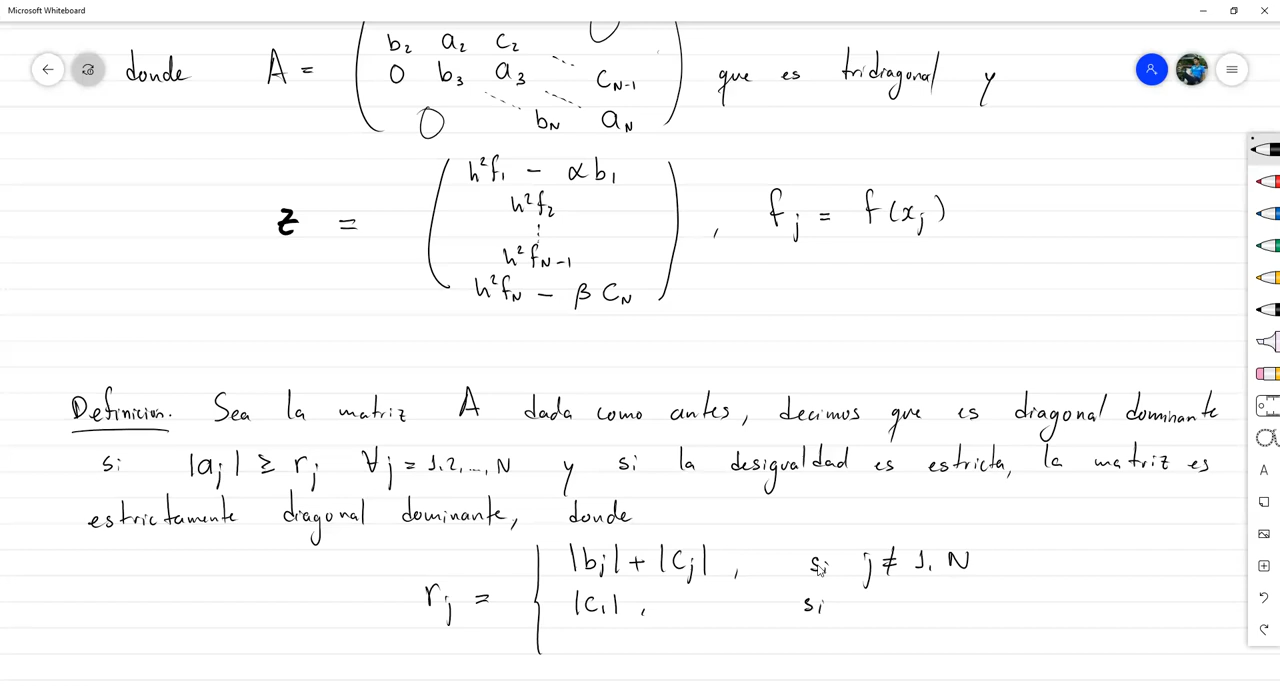 Microsoft Whiteboard
b₂ a₂ c₂ 0
donde A = 0 b₃ a₃ c_{N-1} que es tridiagonal y
0 b_N a_N
h²f₁ - αb₁
h²f₂
z = ⋮ , f_j = f(x_j)
h²f_{N-1}
h²f_N - β c_N
Definicion. Sea la matriz A dada como antes, decimos que es diagonal dominante
si |a_j| ≥ r_j ∀j = 1,2,...,N y si la desigualdad es estricta, la matriz es
estrictamente diagonal dominante, donde
r_j = { |b_j| + |c_j| , si j ≠ 1, N
|c₁| , si
A